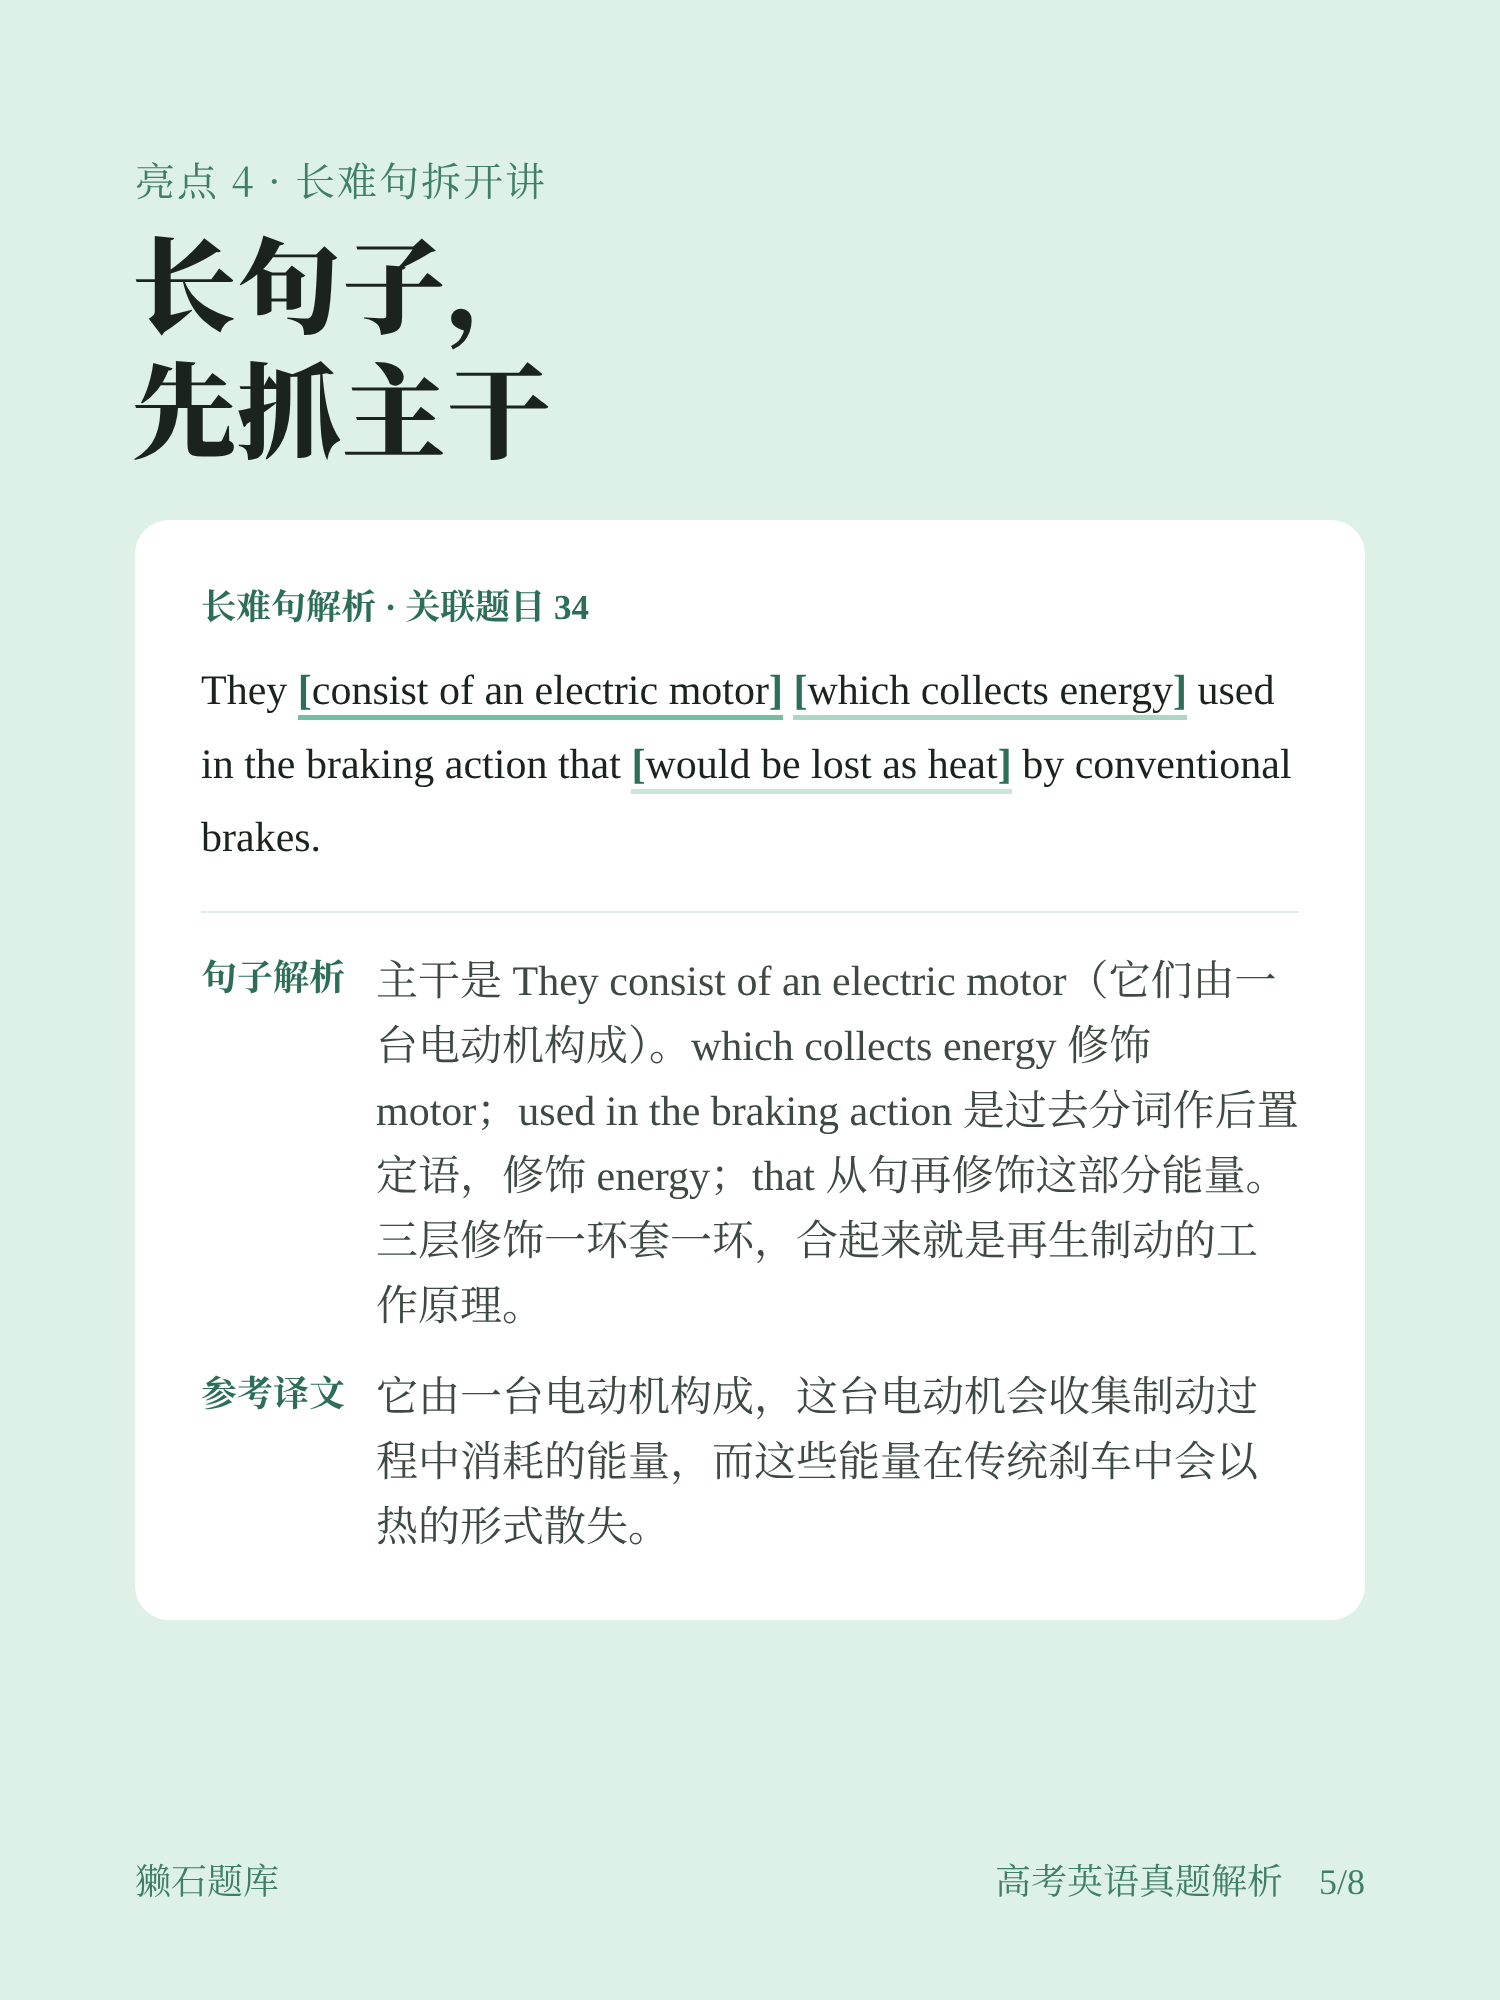 亮点 4 · 长难句拆开讲
长句子，
先抓主干
长难句解析 · 关联题目 34
They [consist of an electric motor] [which collects energy] used
in the braking action that [would be lost as heat] by conventional
brakes.
句子解析 主干是 They consist of an electric motor（它们由一
台电动机构成）。which collects energy 修饰
motor；used in the braking action 是过去分词作后置
定语，修饰 energy；that 从句再修饰这部分能量。
三层修饰一环套一环，合起来就是再生制动的工
作原理。
参考译文 它由一台电动机构成，这台电动机会收集制动过
程中消耗的能量，而这些能量在传统刹车中会以
热的形式散失。
獭石题库 高考英语真题解析 5/8